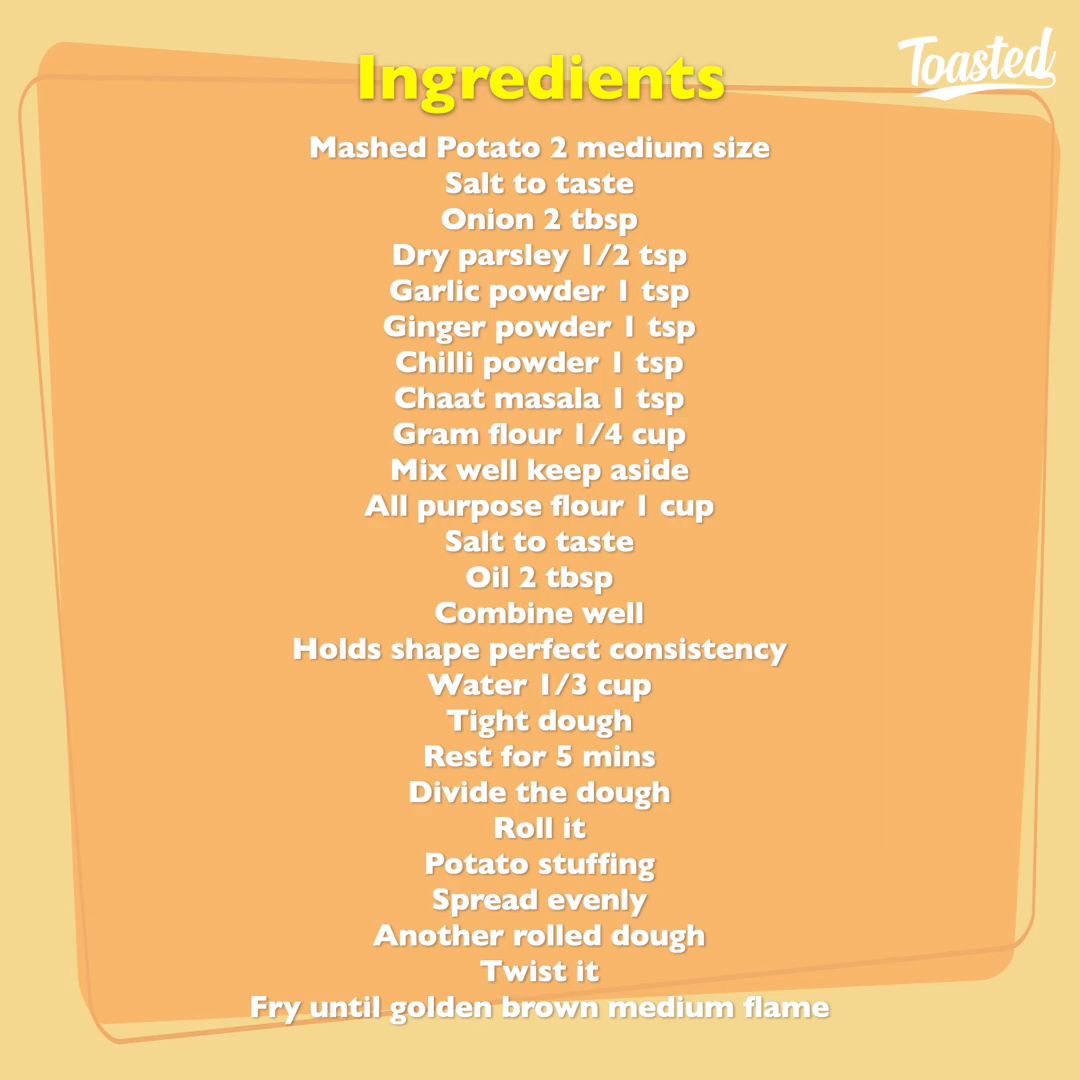 Toasted
Ingredients
Mashed Potato 2 medium size
Salt to taste
Onion 2 tbsp
Dry parsley 1/2 tsp
Garlic powder 1 tsp
Ginger powder 1 tsp
Chilli powder 1 tsp
Chaat masala 1 tsp
Gram flour 1/4 cup
Mix well keep aside
All purpose flour 1 cup
Salt to taste
Oil 2 tbsp
Combine well
Holds shape perfect consistency
Water 1/3 cup
Tight dough
Rest for 5 mins
Divide the dough
Roll it
Potato stuffing
Spread evenly
Another rolled dough
Twist it
Fry until golden brown medium flame